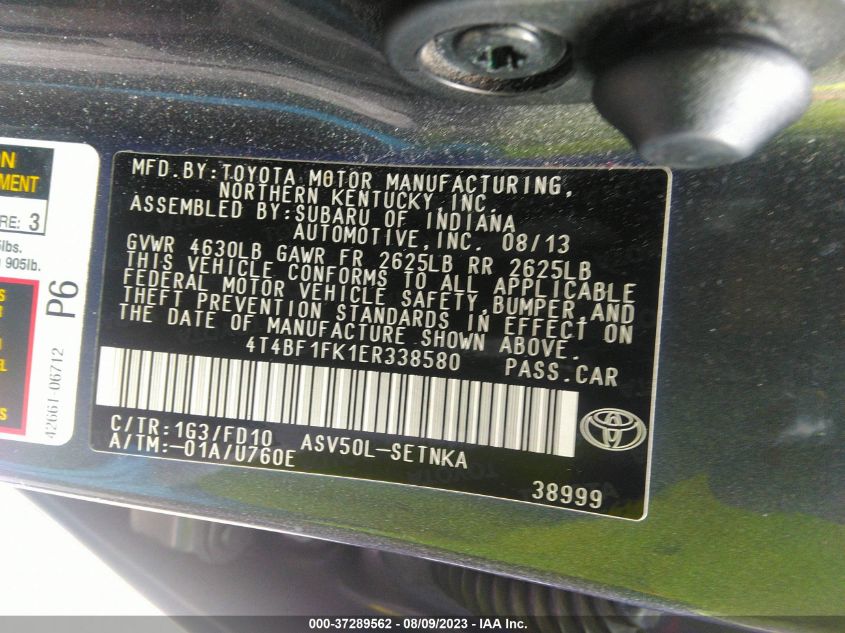 ON
MENT
RE: 3
lbs.
905lb.
P6
42661-06712
MFD.BY:TOYOTA MOTOR MANUFACTURING,
NORTHERN KENTUCKY,INC.
ASSEMBLED BY:SUBARU OF INDIANA
AUTOMOTIVE,INC. 08/13
GVWR 4630LB GAWR FR 2625LB RR 2625LB
THIS VEHICLE CONFORMS TO ALL APPLICABLE
FEDERAL MOTOR VEHICLE SAFETY,BUMPER,AND
THEFT PREVENTION STANDARDS IN EFFECT ON
THE DATE OF MANUFACTURE SHOWN ABOVE.
4T4BF1FK1ER338580 PASS.CAR
C/TR:1G3/FD10 ASV50L-SETNKA
A/TM:-01A/U760E
38999
000-37289562 - 08/09/2023 - IAA Inc.